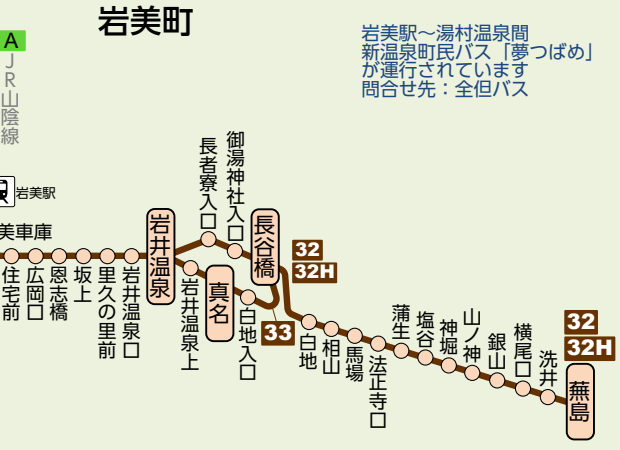 岩美町
岩美駅～湯村温泉間
新温泉町民バス「夢つばめ」
が運行されています
問合せ先：全但バス
A
JR山陰線
岩美駅
美車庫
住宅前
広岡口
恩志橋
坂上
里久の里前
岩井温泉口
岩井温泉
長者寮入口
御湯神社入口
長谷橋
32
32H
岩井温泉上
真名
白地入口
33
白地
相山
馬場
法正寺口
蒲生
塩谷
神堀
山ノ神
銀山
横尾口
洗井
32
32H
蕪島